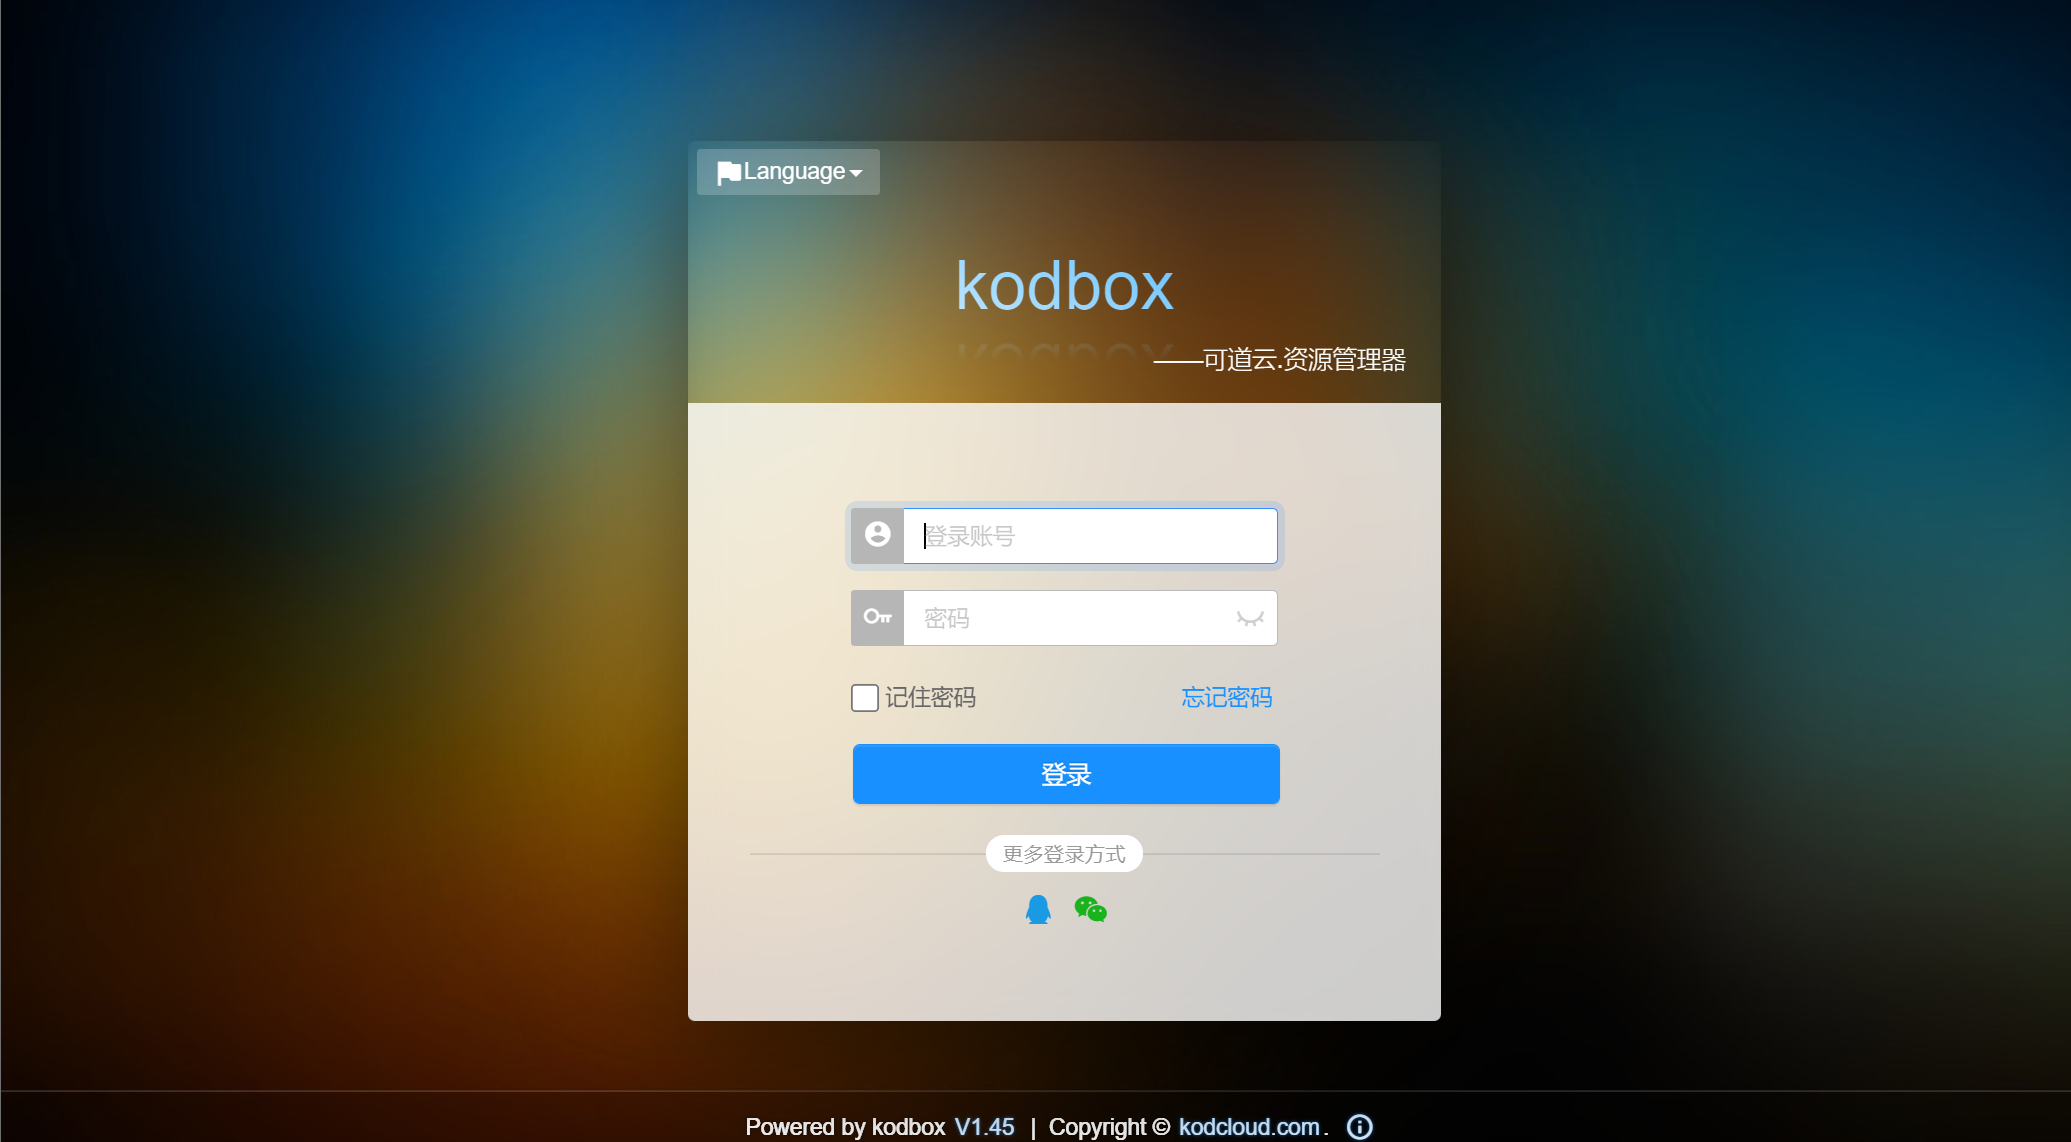 Language
kodbox
——可道云.资源管理器
登录账号
密码
记住密码 忘记密码
登录
更多登录方式
Powered by kodbox V1.45 | Copyright © kodcloud.com.